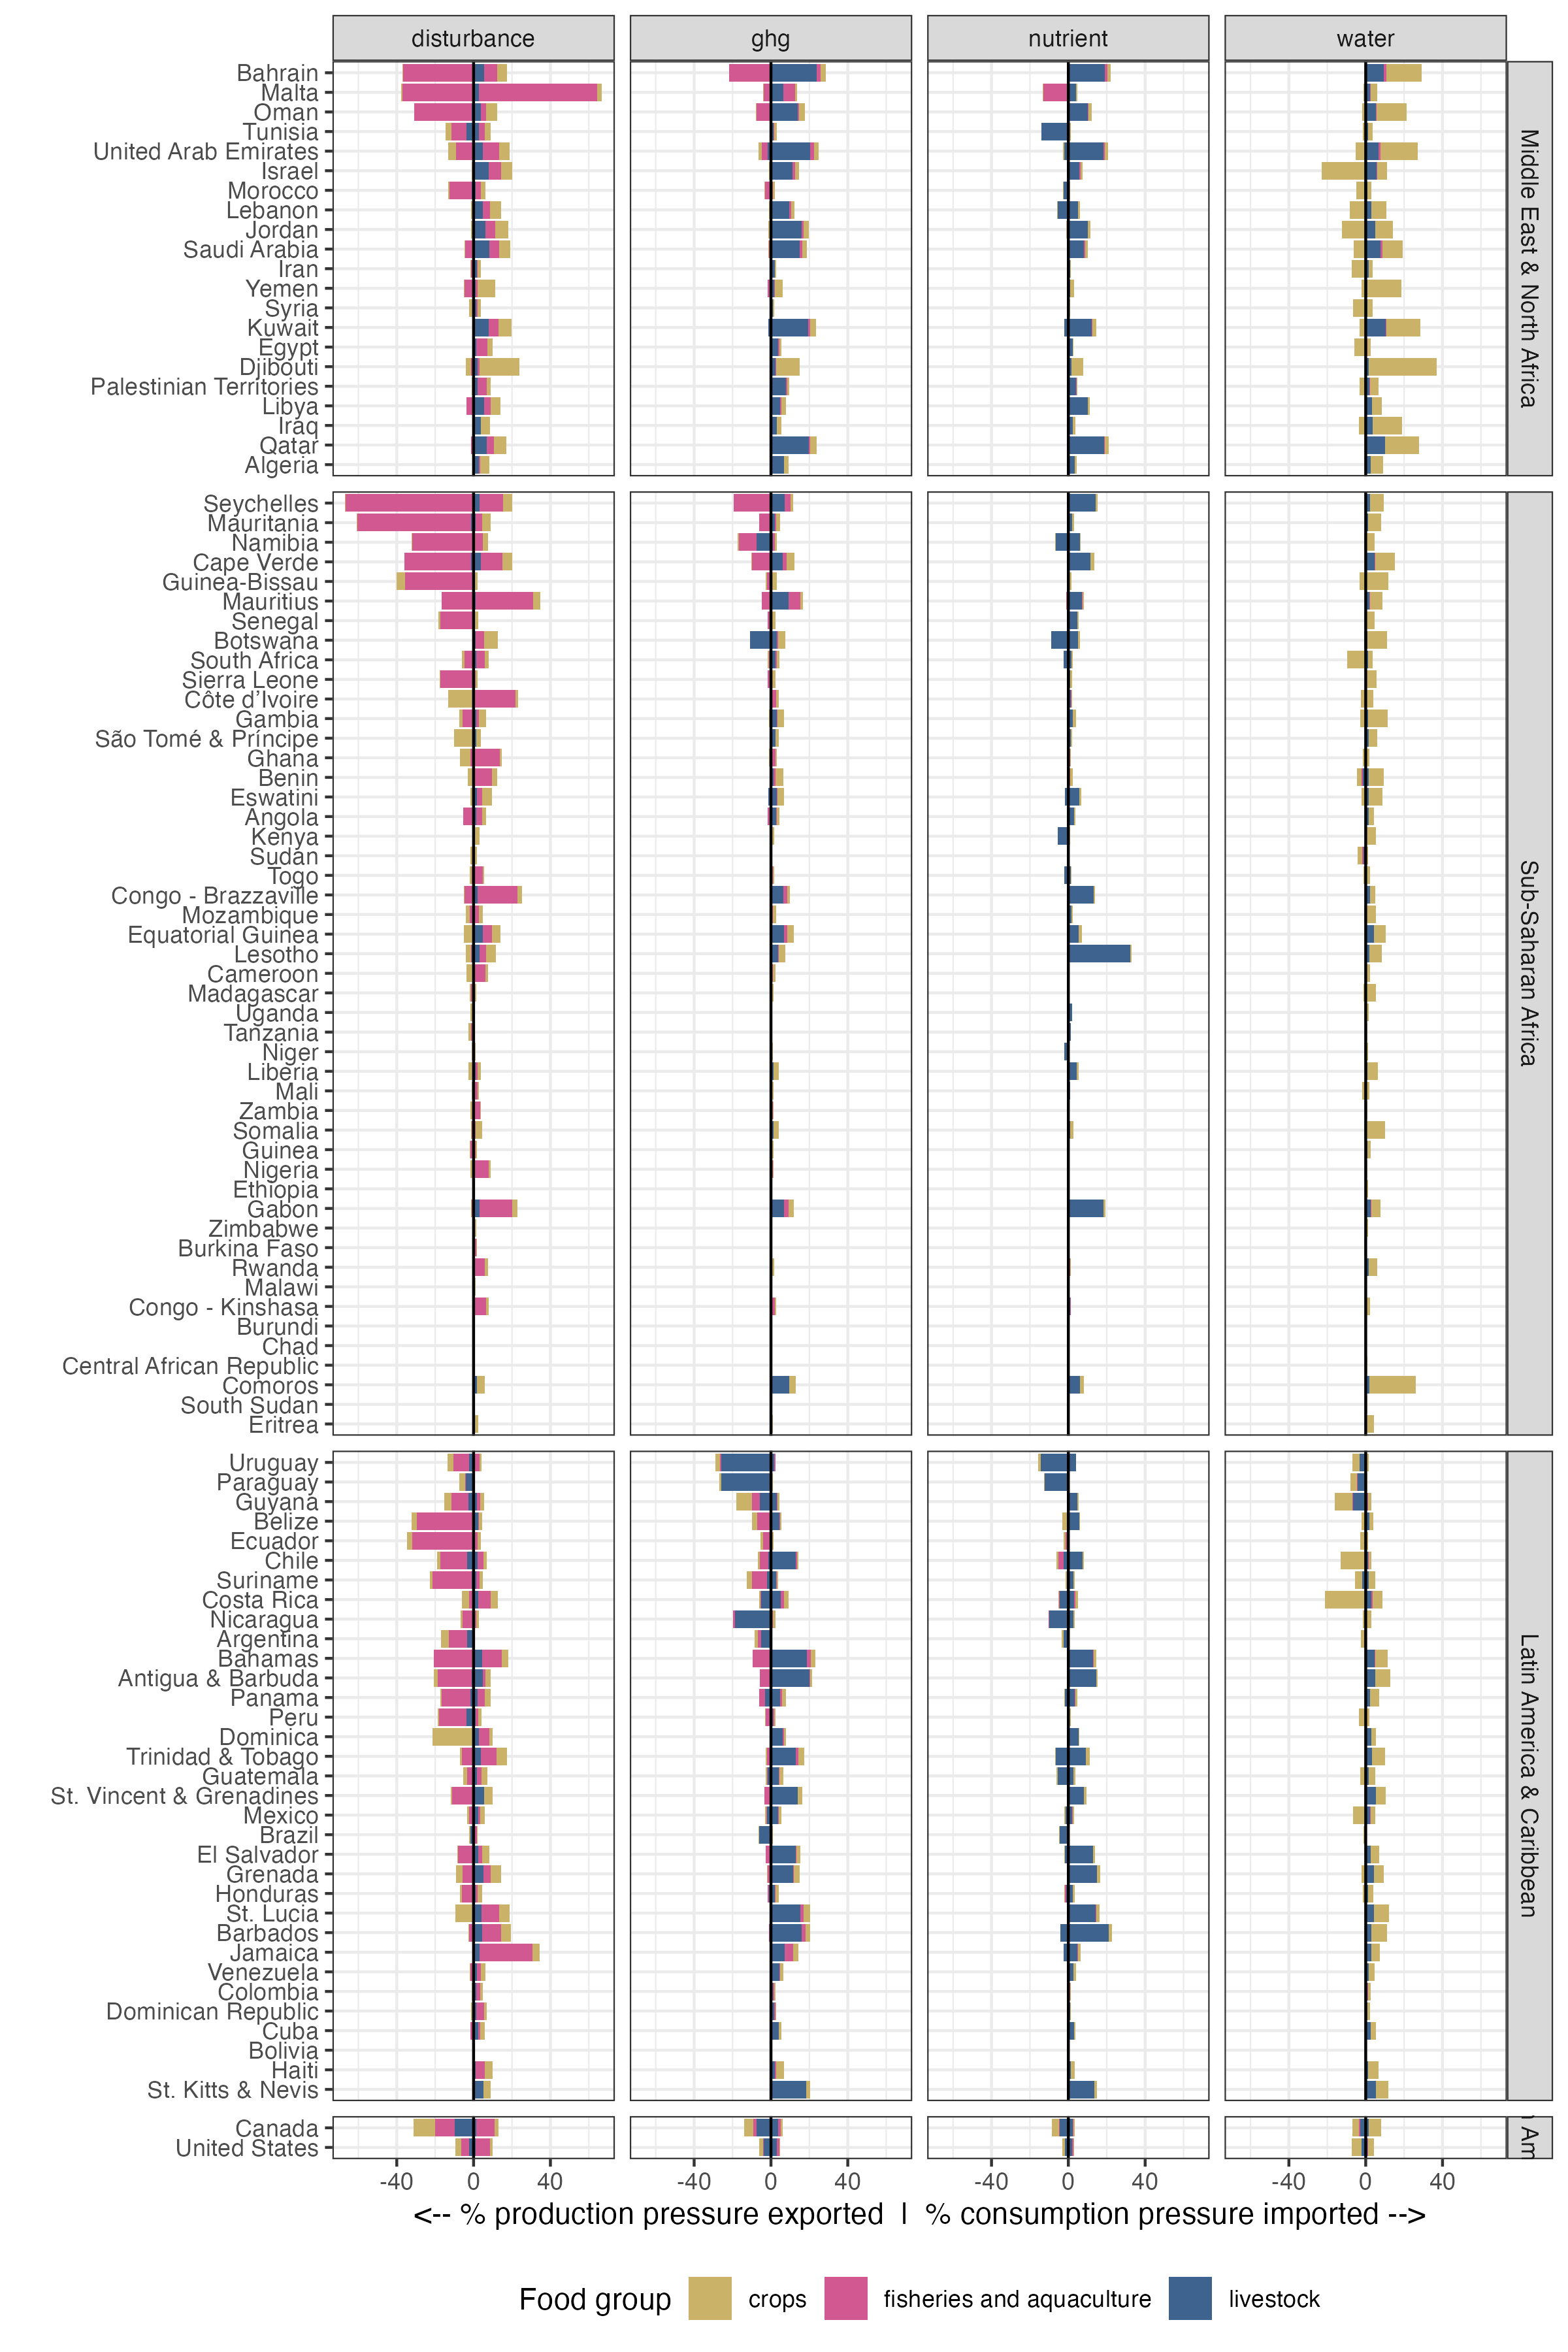 disturbance ghg nutrient water
Bahrain
Malta
Oman
Tunisia
United Arab Emirates
Israel
Morocco
Lebanon
Jordan
Saudi Arabia
Iran
Yemen
Syria
Kuwait
Egypt
Djibouti
Palestinian Territories
Libya
Iraq
Qatar
Algeria
Middle East & North Africa
Seychelles
Mauritania
Namibia
Cape Verde
Guinea-Bissau
Mauritius
Senegal
Botswana
South Africa
Sierra Leone
Côte d’Ivoire
Gambia
São Tomé & Príncipe
Ghana
Benin
Eswatini
Angola
Kenya
Sudan
Togo
Congo - Brazzaville
Mozambique
Equatorial Guinea
Lesotho
Cameroon
Madagascar
Uganda
Tanzania
Niger
Liberia
Mali
Zambia
Somalia
Guinea
Nigeria
Ethiopia
Gabon
Zimbabwe
Burkina Faso
Rwanda
Malawi
Congo - Kinshasa
Burundi
Chad
Central African Republic
Comoros
South Sudan
Eritrea
Sub-Saharan Africa
Uruguay
Paraguay
Guyana
Belize
Ecuador
Chile
Suriname
Costa Rica
Nicaragua
Argentina
Bahamas
Antigua & Barbuda
Panama
Peru
Dominica
Trinidad & Tobago
Guatemala
St. Vincent & Grenadines
Mexico
Brazil
El Salvador
Grenada
Honduras
St. Lucia
Barbados
Jamaica
Venezuela
Colombia
Dominican Republic
Cuba
Bolivia
Haiti
St. Kitts & Nevis
Latin America & Caribbean
Canada
United States
Am
-40 0 40 -40 0 40 -40 0 40 -40 0 40
<-- % production pressure exported | % consumption pressure imported -->
Food group crops fisheries and aquaculture livestock